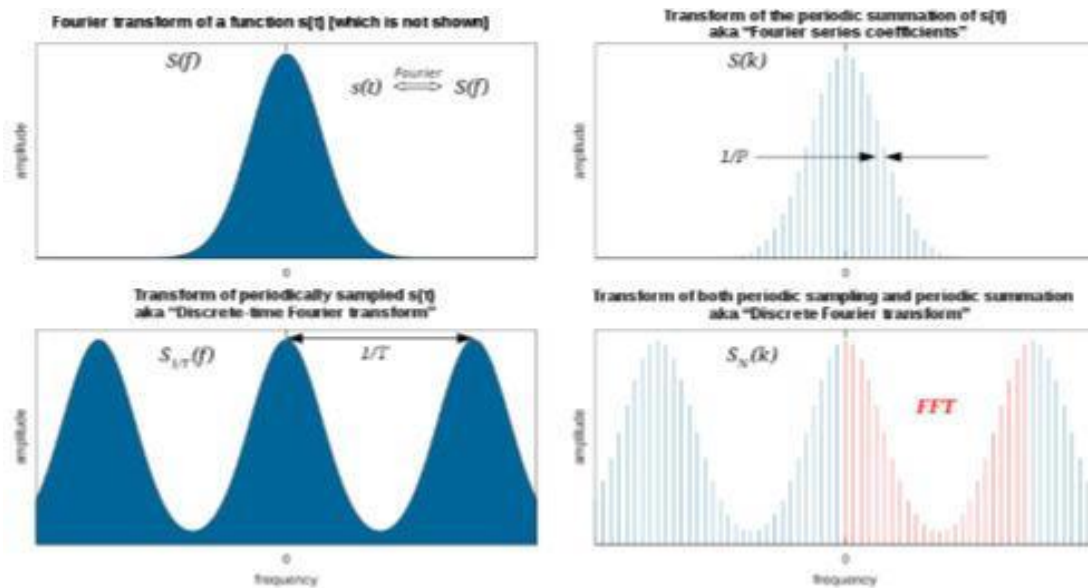 Fourier transform of a function s(t) [which is not shown]
S(f)
Fourier
s(t) ⟺ S(f)
amplitude
0
Transform of the periodic summation of s(t)
aka "Fourier series coefficients"
S(k)
1/P
amplitude
0
Transform of periodically sampled s(t)
aka "Discrete-time Fourier transform"
S1/T(f)
1/T
amplitude
0
frequency
Transform of both periodic sampling and periodic summation
aka "Discrete Fourier transform"
SN(k)
FFT
amplitude
0
frequency